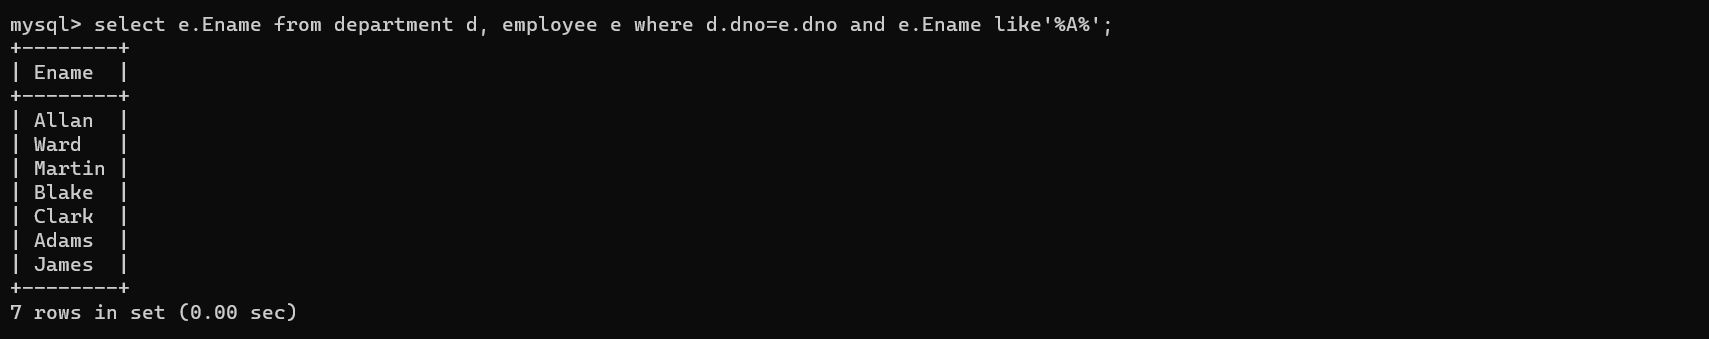 mysql> select e.Ename from department d, employee e where d.dno=e.dno and e.Ename like'%A%';
+--------+
| Ename  |
+--------+
| Allan  |
| Ward   |
| Martin |
| Blake  |
| Clark  |
| Adams  |
| James  |
+--------+
7 rows in set (0.00 sec)